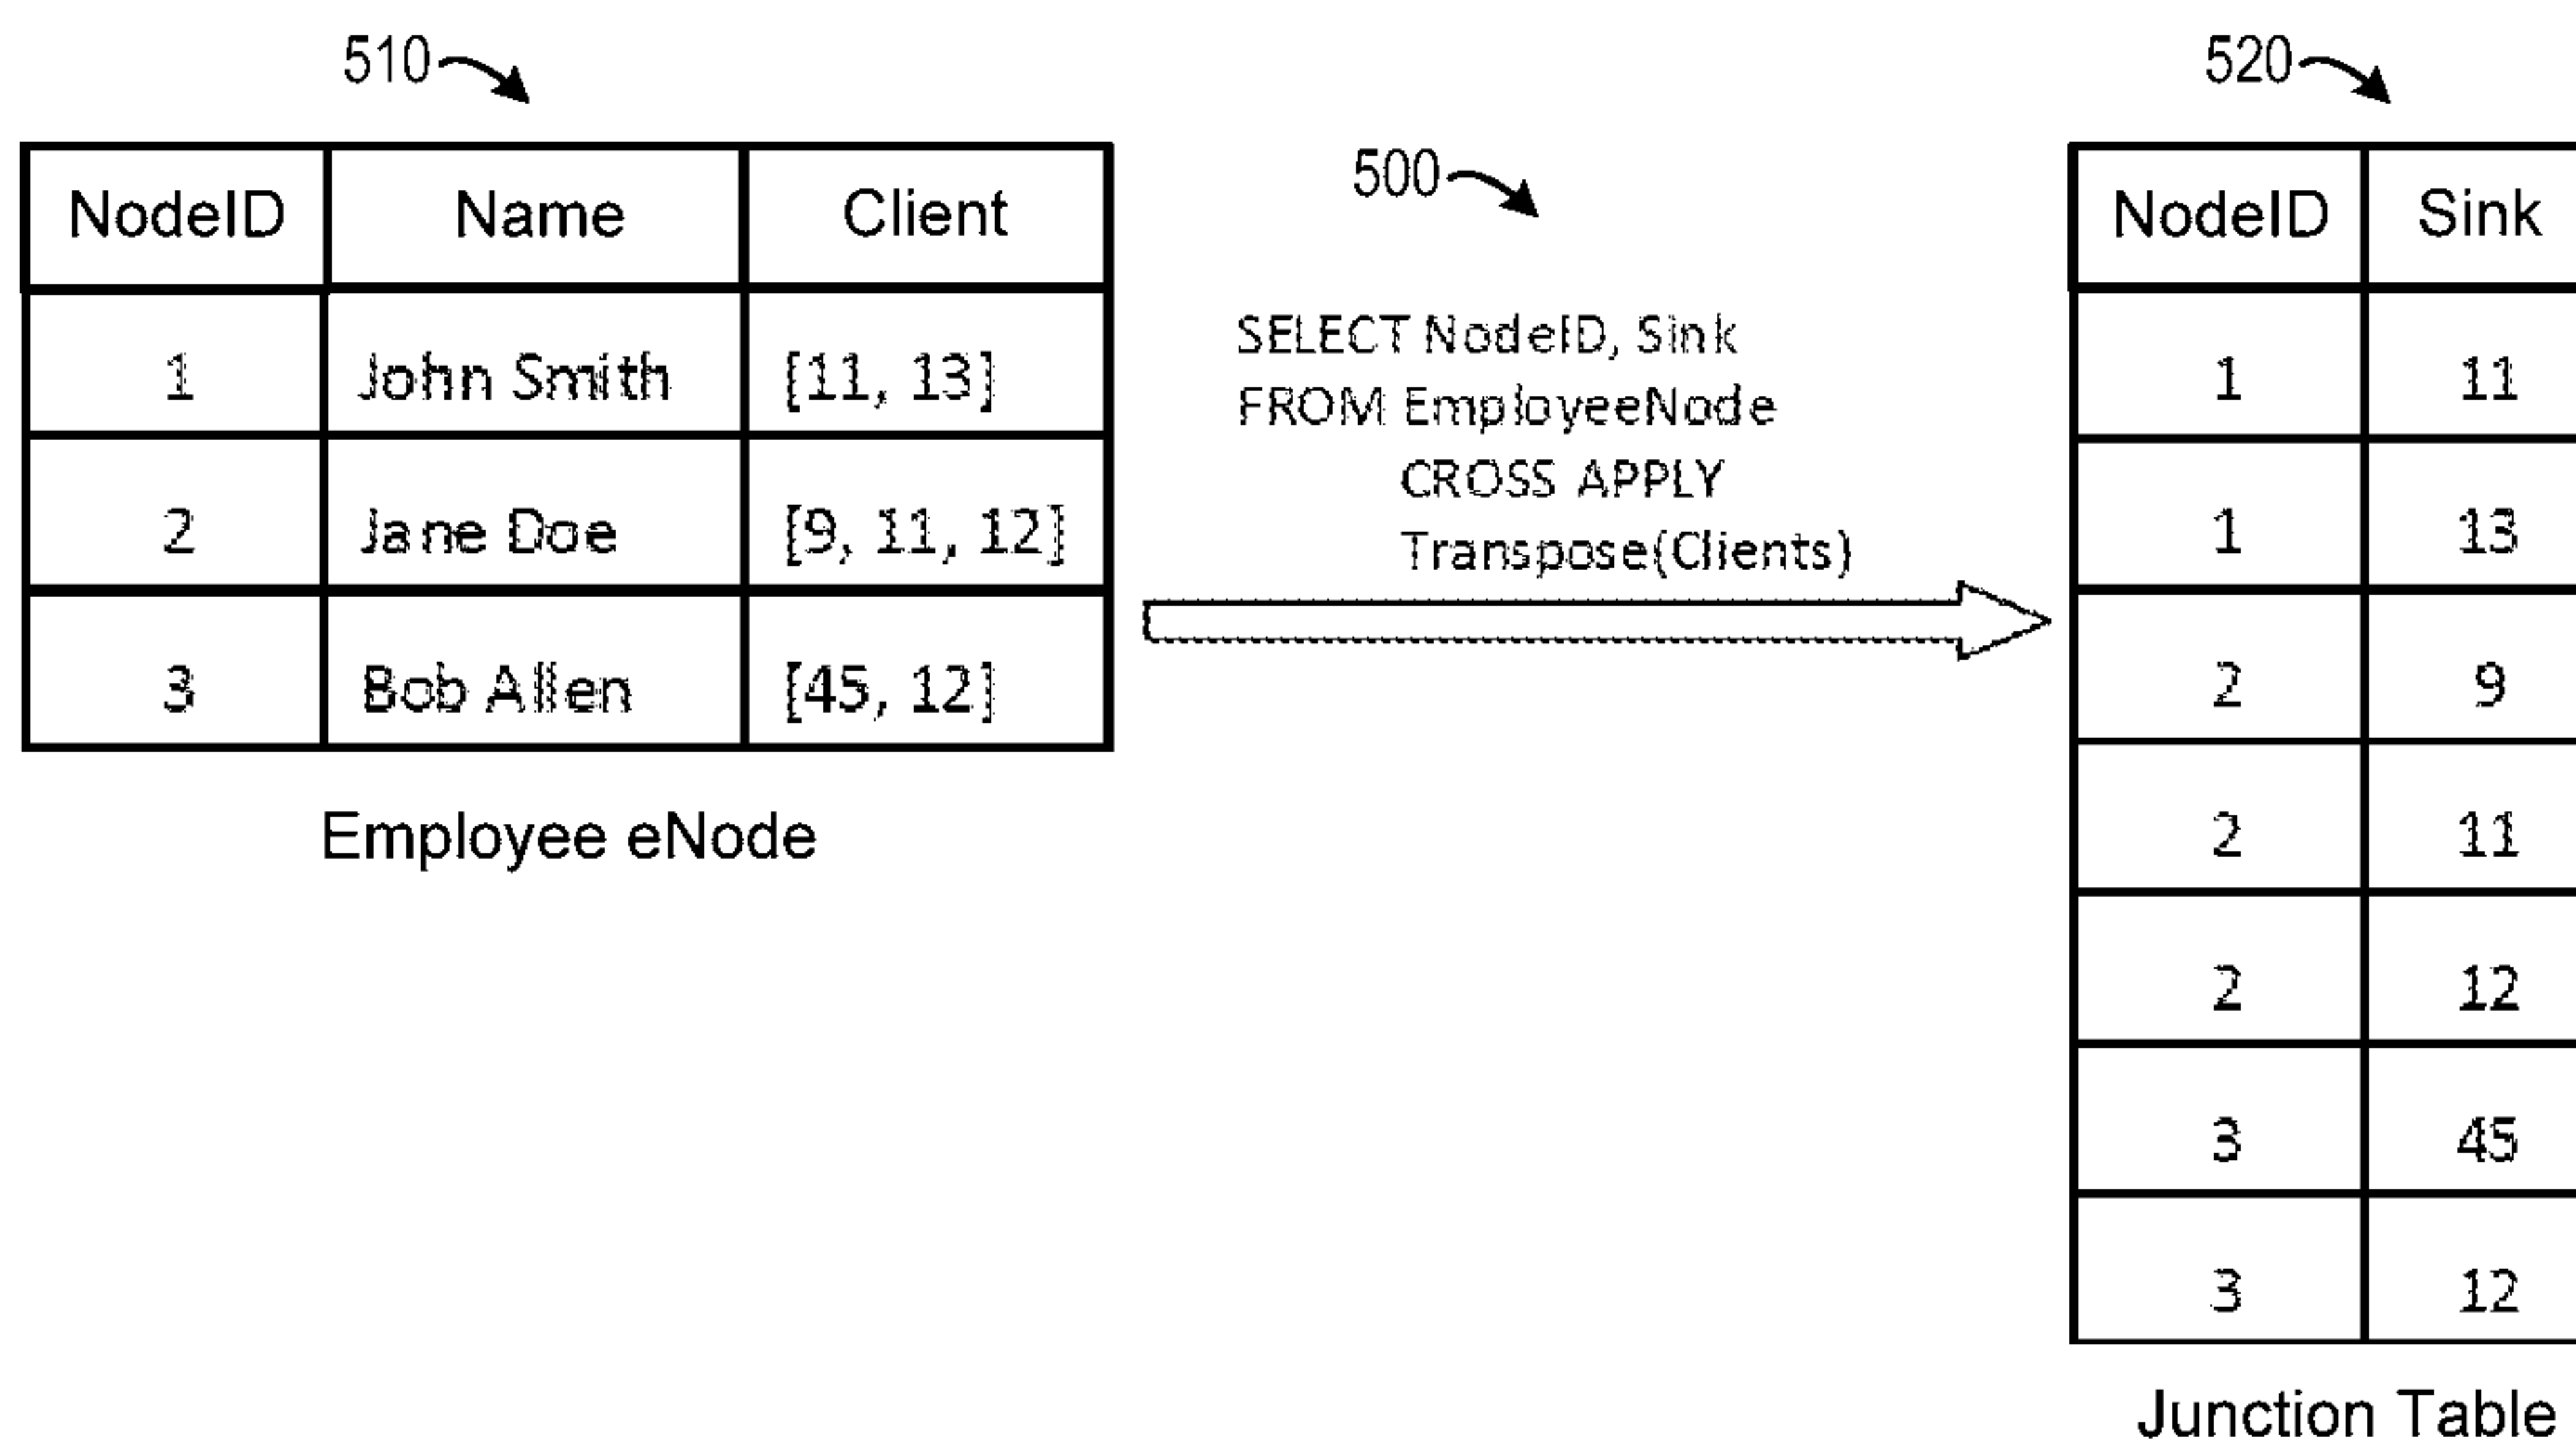 510
NodeID Name Client
1 John Smith [11, 13]
2 Jane Doe [9, 11, 12]
3 Bob Allen [45, 12]
Employee eNode
500
SELECT NodeID, Sink
FROM EmployeeNode
CROSS APPLY
Transpose(Clients)
520
NodeID Sink
1 11
1 13
2 9
2 11
2 12
3 45
3 12
Junction Table